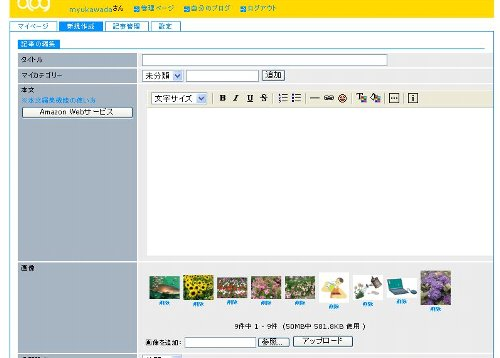 apg
myukawadaさん 管理ページ 自分のブログ ログアウト
マイページ 新規作成 記事管理 設定
記事の編集
タイトル
マイカテゴリー 未分類 追加
本文
※本文編集機能の使い方
Amazon Webサービス
文字サイズ B I U S
画像
削除 削除 削除 削除 削除 削除 削除 削除 削除
9件中 1 - 9件 (50MB中 581.8KB 使用 )
画像を追加: 参照... アップロード